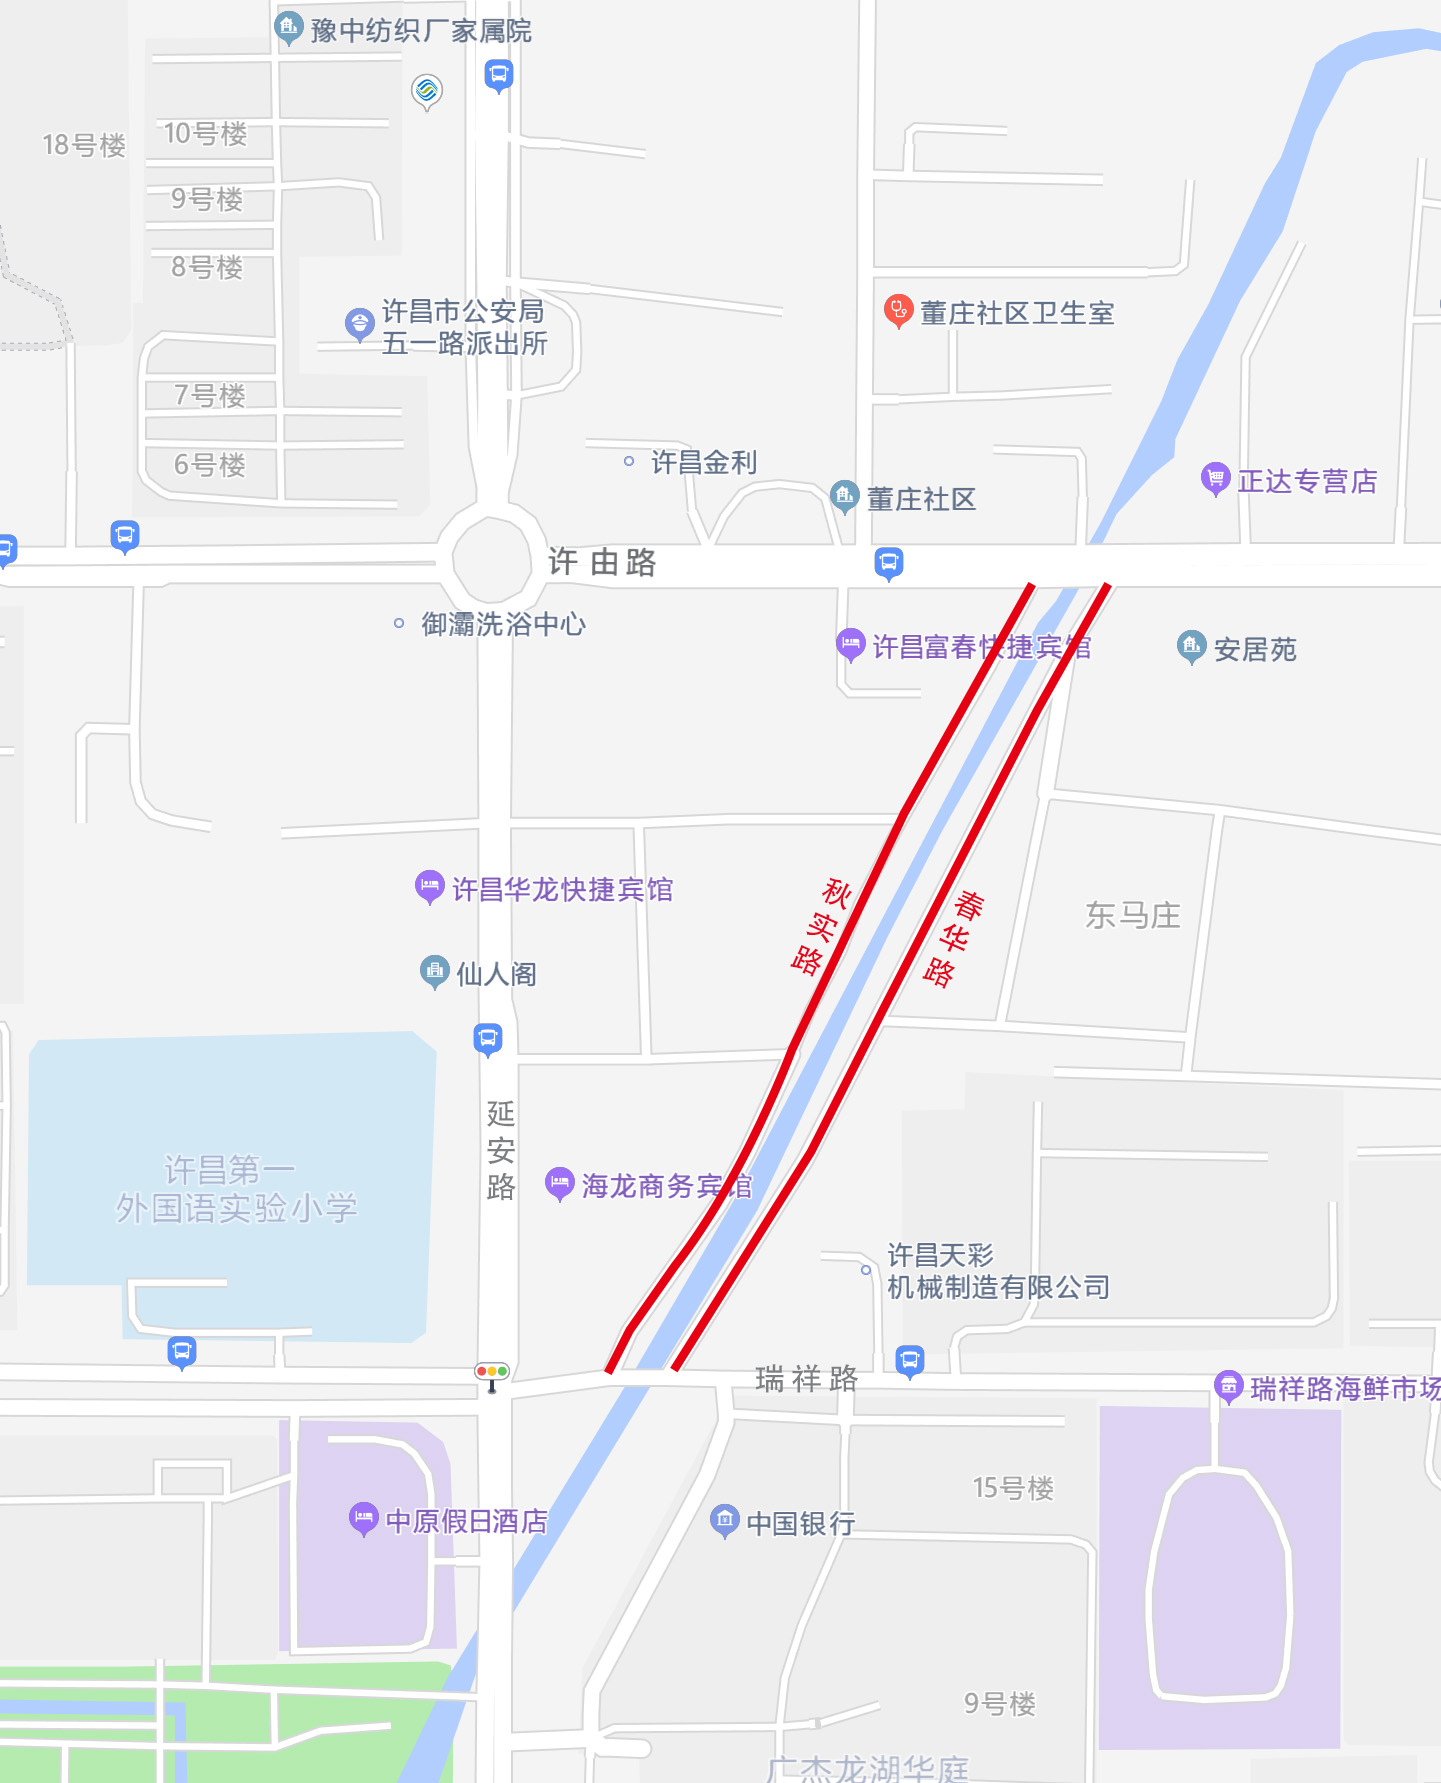 豫中纺织厂家属院
18号楼
10号楼
9号楼
8号楼
许昌市公安局
五一路派出所
董庄社区卫生室
7号楼
6号楼
许昌金利
董庄社区
正达专营店
许由路
御灞洗浴中心
许昌富春快捷宾馆
安居苑
许昌华龙快捷宾馆
秋实路
春华路
东马庄
仙人阁
延安路
许昌第一
外国语实验小学
海龙商务宾馆
许昌天彩
机械制造有限公司
瑞祥路
瑞祥路海鲜市场
15号楼
中原假日酒店
中国银行
9号楼
广杰龙湖华庭